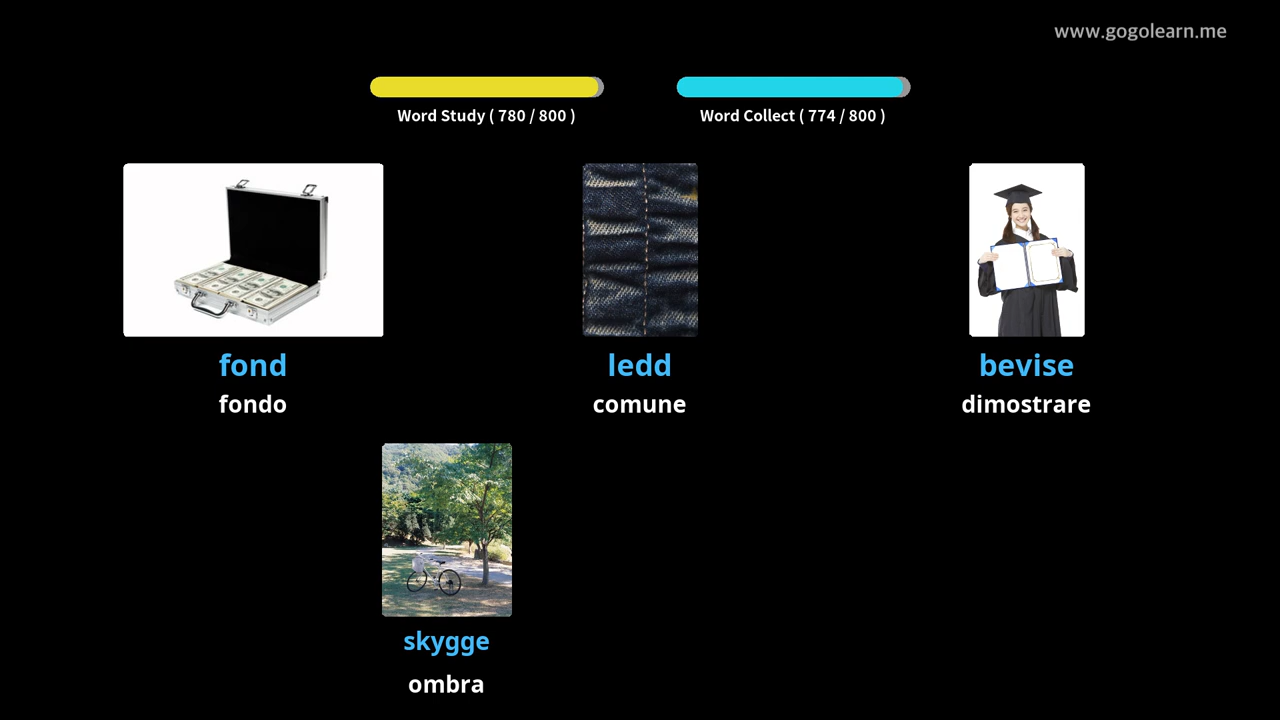 www.gogolearn.me
Word Study ( 780 / 800 )
Word Collect ( 774 / 800 )
fond
fondo
ledd
comune
bevise
dimostrare
skygge
ombra